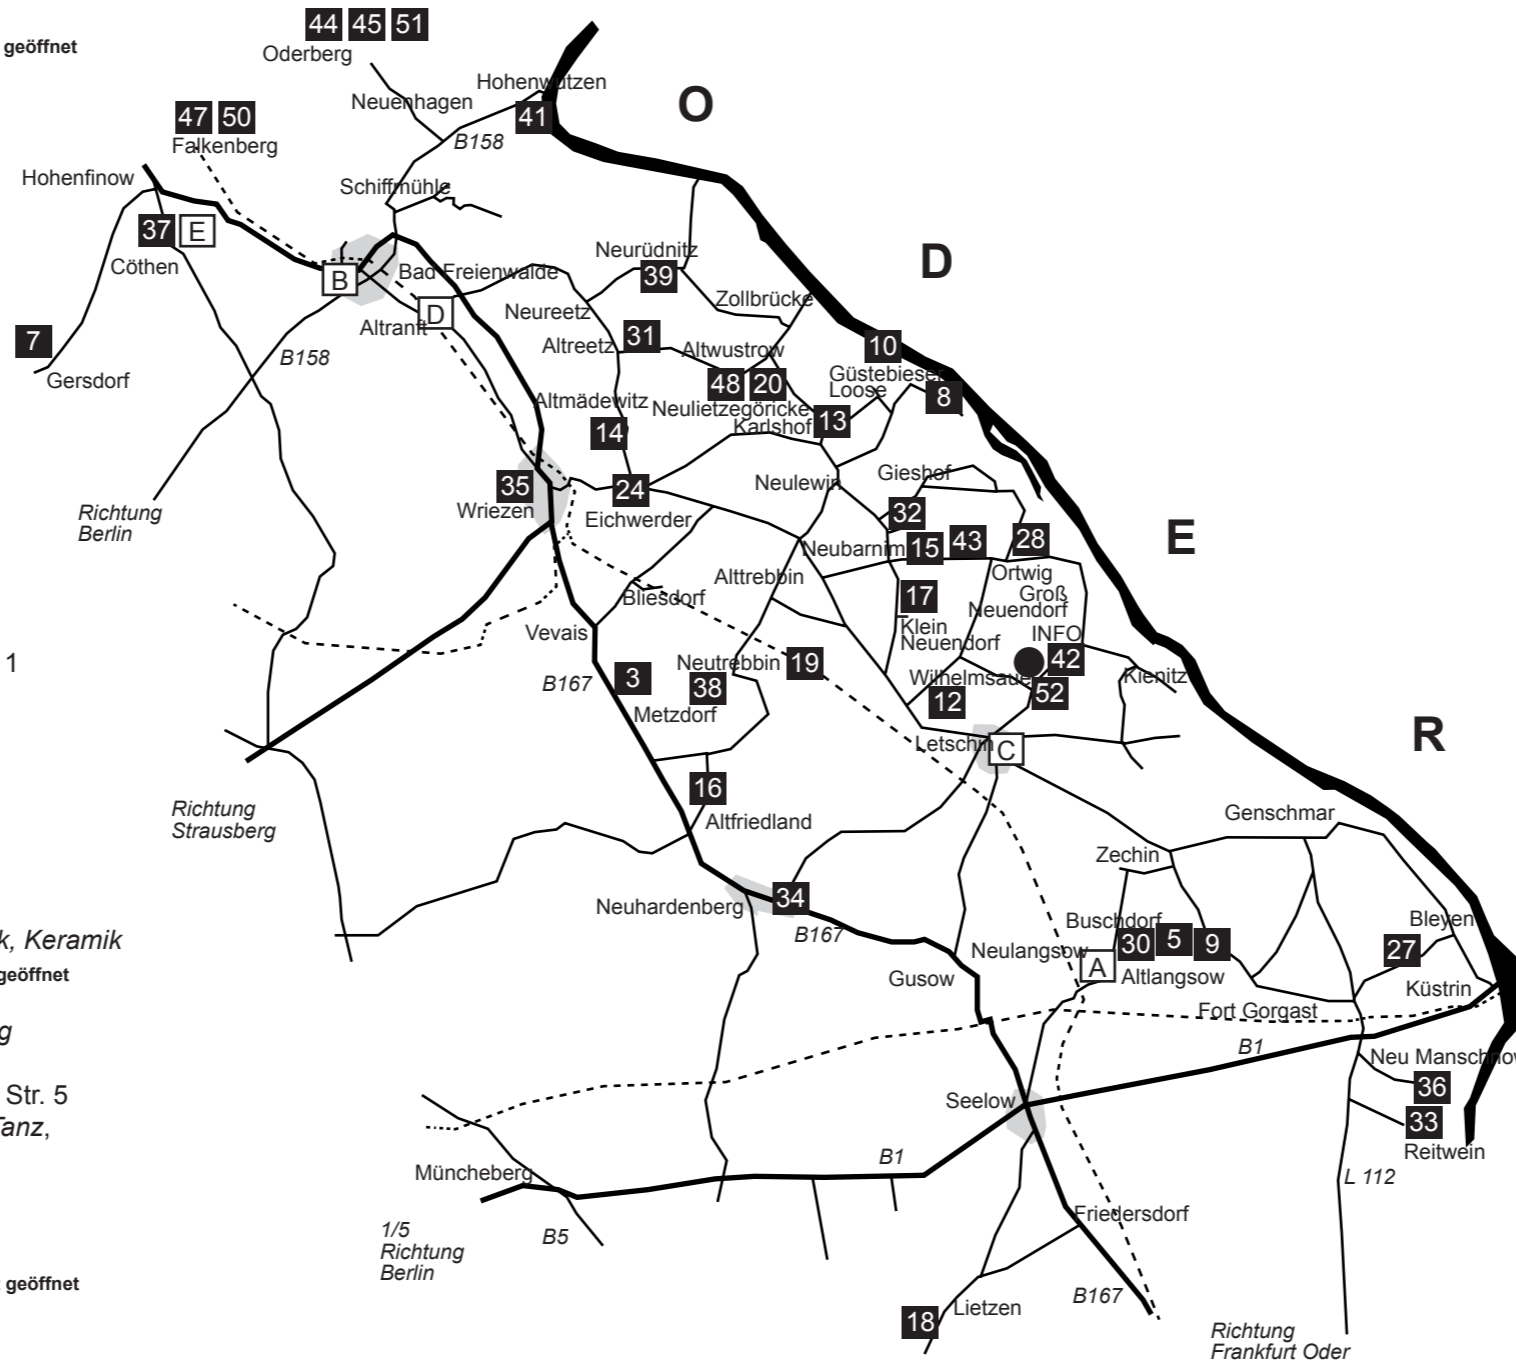 geöffnet
44 45 51
Oderberg
Hohenwutzen
Neuenhagen
41
O
47 50
Falkenberg
B158
Hohenfinow
Schiffmühle
37 E
Cöthen
B
Bad Freienwalde
Neurüdnitz
39
D
D
Altranft
Neureetz
Zollbrücke
7
Gersdorf
B158
Altreetz
31
Altwustrow
10
48 20
Güstebieser
Loose
8
Altmädewitz
Neulietzegöricke
Karlshof
13
14
Neulewin
Gieshof
35
Wriezen
24
Eichwerder
32
Richtung
Berlin
Neubarnim
15 43 28
E
Alttrebbin
Ortwig
Bliesdorf
17
Groß
Neuendorf
Klein
Neuendorf
Vevais
INFO
1
Neutrebbin
19
42
B167
3
38
Wilhelmsaue
Kienitz
12
52
Metzdorf
Letschin
C
R
16
Richtung
Strausberg
Altfriedland
Genschmar
Zechin
Neuhardenberg
34
B167
Buschdorf
Bleyen
k, Keramik
Neulangsow
30 5 9
27
geöffnet
A
Altlangsow
Gusow
Küstrin
g
Fort Gorgast
B1
Neu Manschnow
Str. 5
Seelow
36
Tanz,
33
Reitwein
Müncheberg
B1
L 112
1/5
Richtung
Berlin
B5
Friedersdorf
geöffnet
B167
18
Lietzen
Richtung
Frankfurt Oder